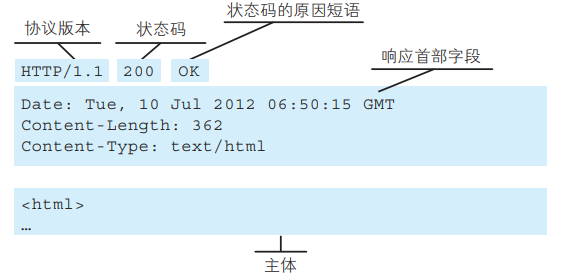 协议版本 状态码 状态码的原因短语
HTTP/1.1 200 OK
响应首部字段
Date: Tue, 10 Jul 2012 06:50:15 GMT
Content-Length: 362
Content-Type: text/html
<html>
…
主体